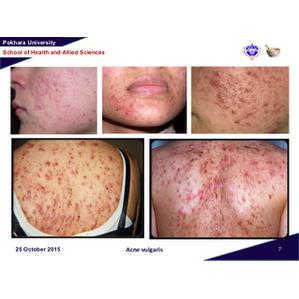 Pokhara University
School of Health and Allied Sciences
25 October 2015
Acne vulgaris
7